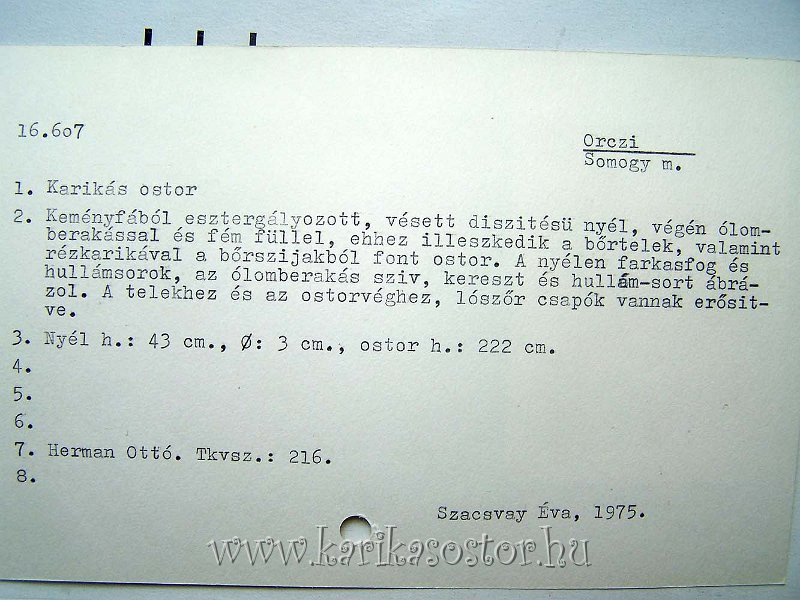 16.607
Orczi
Somogy m.
1. Karikás ostor
2. Keményfából esztergályozott, vésett diszitésü nyél, végén ólom-
berakással és fém füllel, ehhez illeszkedik a bőrtelek, valamint
rézkarikával a bőrszijakból font ostor. A nyélen farkasfog és
hullámsorok, az ólomberakás sziv, kereszt és hullám-sort ábrá-
zol. A telekhez és az ostorvéghez, lószőr csapók vannak erősit-
ve.
3. Nyél h.: 43 cm., Ø: 3 cm., ostor h.: 222 cm.
4.
5.
6.
7. Herman Ottó. Tkvsz.: 216.
8.
Szacsvay Éva, 1975.
www.karikasostor.hu